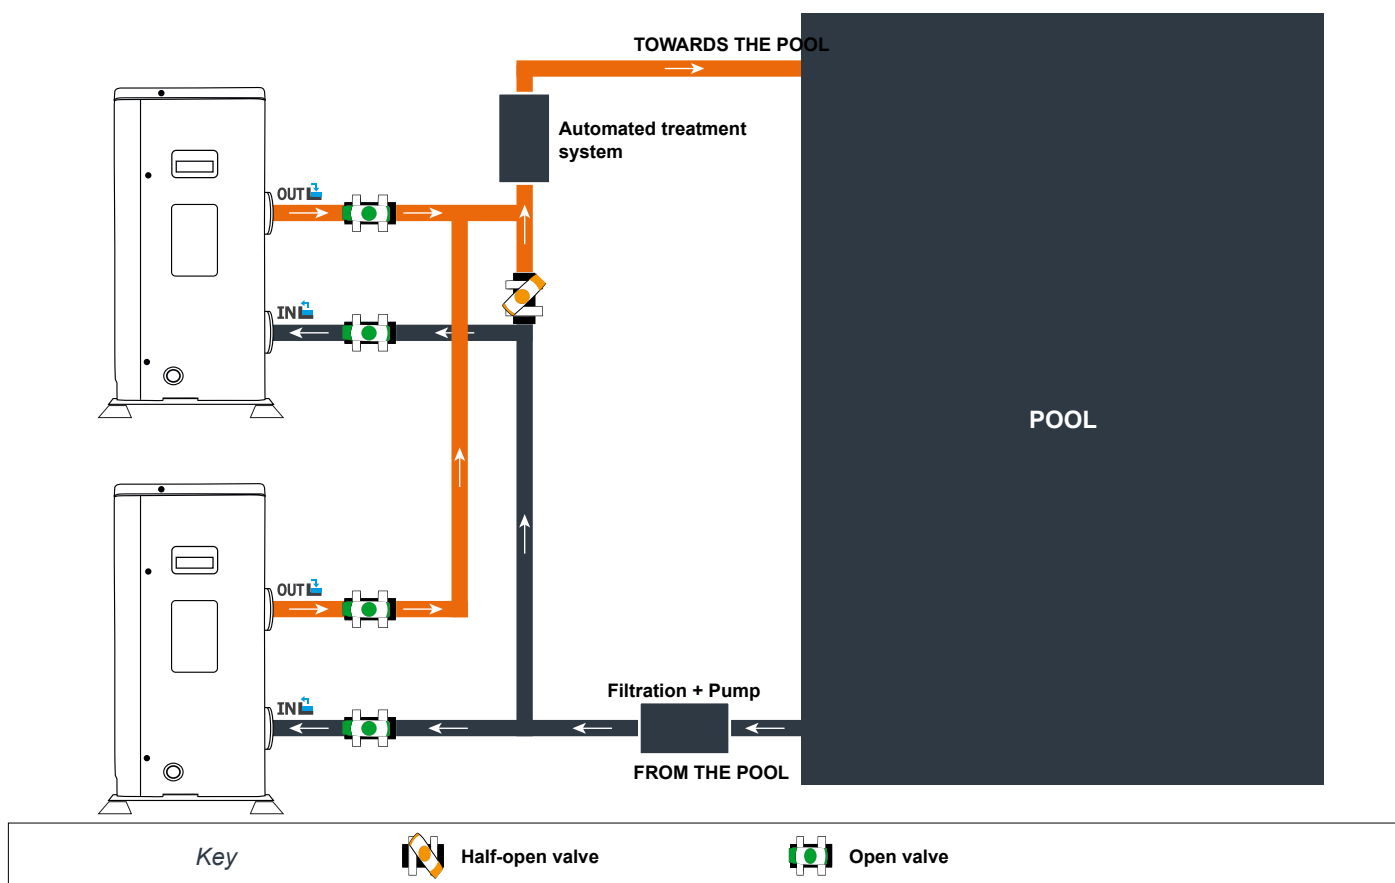 TOWARDS THE POOL
Automated treatment
system
OUT
IN
POOL
OUT
IN
Filtration + Pump
FROM THE POOL
Key
Half-open valve
Open valve